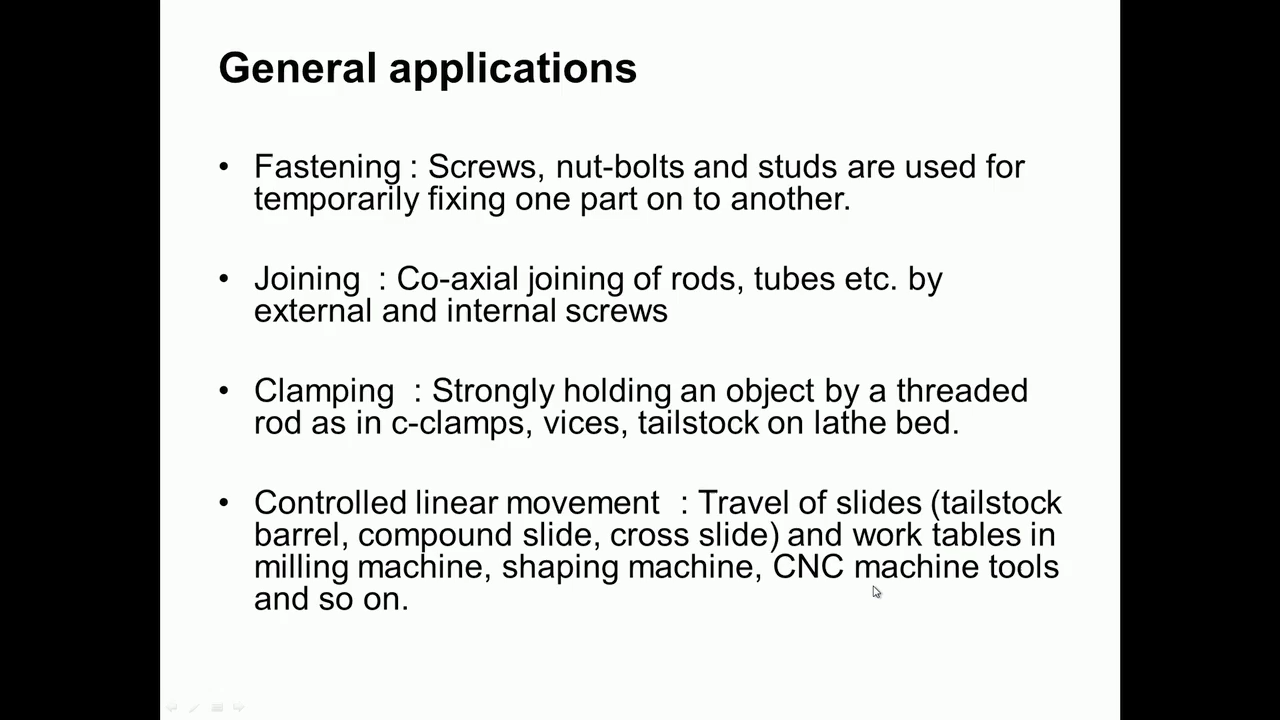 General applications
• Fastening : Screws, nut-bolts and studs are used for
temporarily fixing one part on to another.
• Joining : Co-axial joining of rods, tubes etc. by
external and internal screws
• Clamping : Strongly holding an object by a threaded
rod as in c-clamps, vices, tailstock on lathe bed.
• Controlled linear movement : Travel of slides (tailstock
barrel, compound slide, cross slide) and work tables in
milling machine, shaping machine, CNC machine tools
and so on.